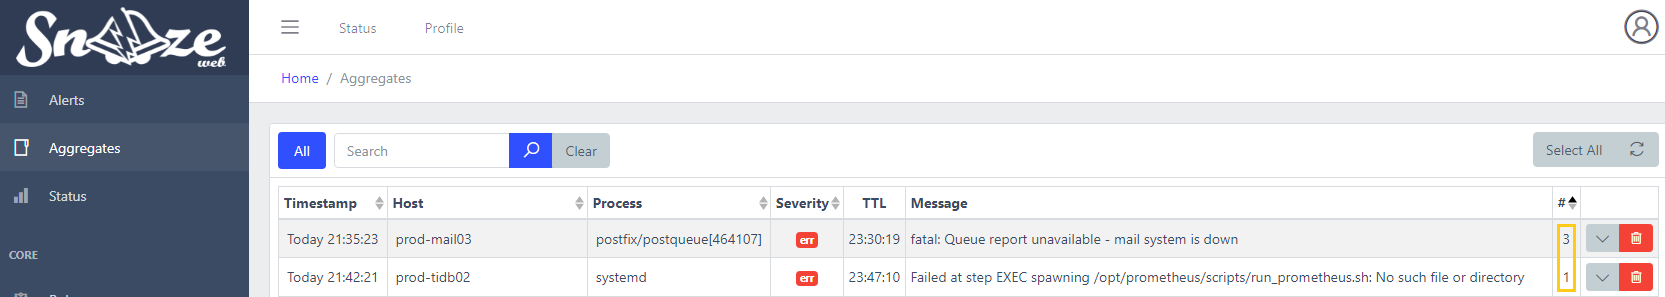 Snooze
web
Status
Profile
Home / Aggregates
Alerts
Aggregates
Status
CORE
All
Search
Clear
Select All
Timestamp Host Process Severity TTL Message #
Today 21:35:23 prod-mail03 postfix/postqueue[464107] err 23:30:19 fatal: Queue report unavailable - mail system is down 3
Today 21:42:21 prod-tidb02 systemd err 23:47:10 Failed at step EXEC spawning /opt/prometheus/scripts/run_prometheus.sh: No such file or directory 1